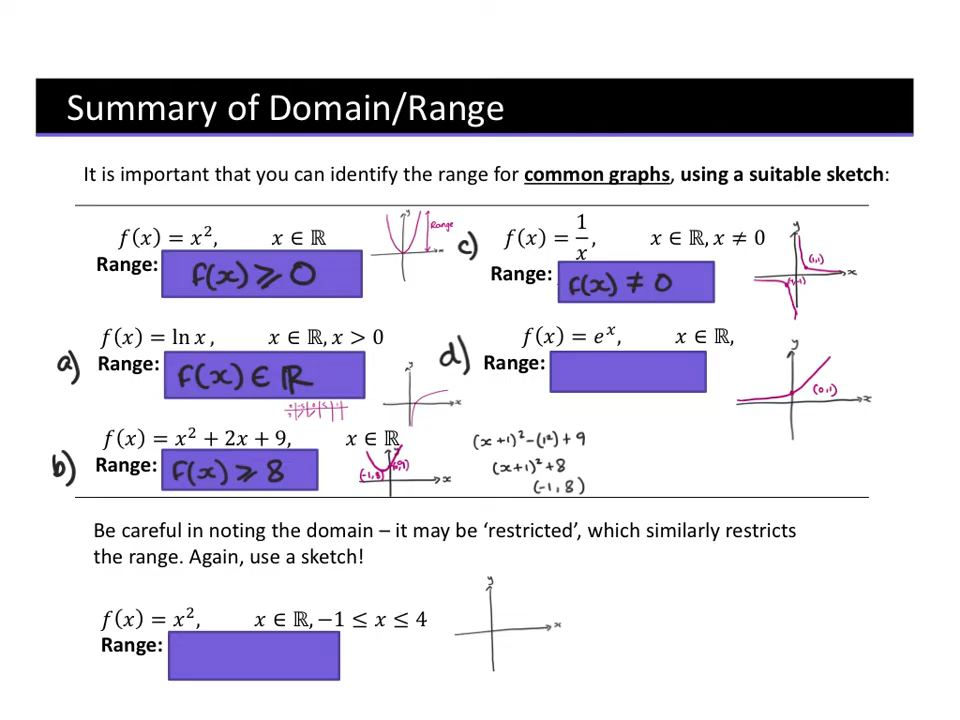 Summary of Domain/Range
It is important that you can identify the range for common graphs, using a suitable sketch:
f(x) = x², x ∈ ℝ
Range: f(x) ⩾ 0
y
Range
x
c) f(x) = 1/x, x ∈ ℝ, x ≠ 0
Range: f(x) ≠ 0
y
(1,1)
x
a) f(x) = ln x , x ∈ ℝ, x > 0
Range: f(x) ∈ ℝ
y
x
d) f(x) = eˣ, x ∈ ℝ,
Range:
y
(0,1)
x
b) f(x) = x² + 2x + 9, x ∈ ℝ
Range: f(x) ⩾ 8
y
(-1,8)
x
(x+1)² -(1²) + 9
(x+1)² + 8
(-1, 8)
Be careful in noting the domain – it may be ‘restricted’, which similarly restricts
the range. Again, use a sketch!
f(x) = x², x ∈ ℝ, −1 ≤ x ≤ 4
Range:
y
x